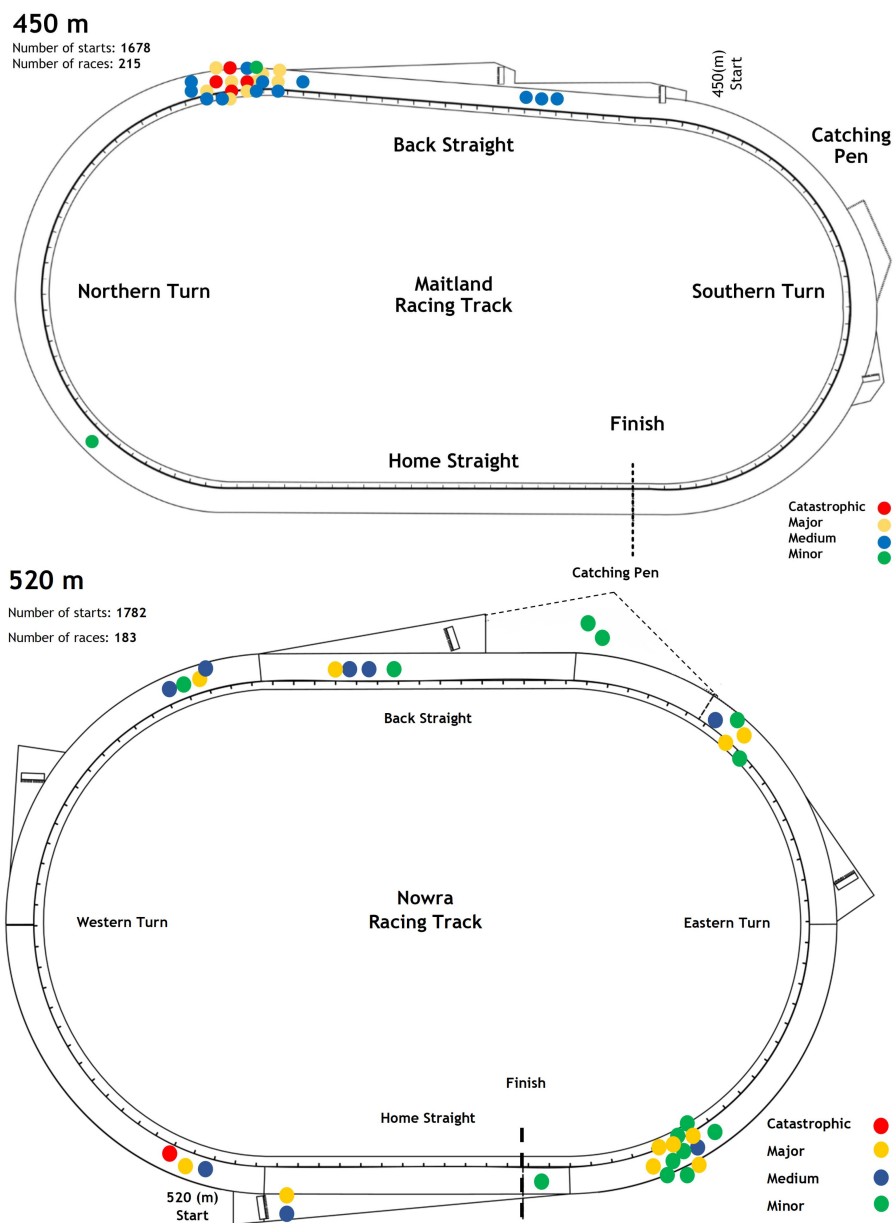 450 m
Number of starts: 1678
Number of races: 215
450(m)
Start
Catching
Pen
Back Straight
Northern Turn
Maitland
Racing Track
Southern Turn
Finish
Home Straight
Catastrophic
Major
Medium
Minor
520 m
Catching Pen
Number of starts: 1782
Number of races: 183
Back Straight
Nowra
Racing Track
Western Turn
Eastern Turn
Finish
Home Straight
Catastrophic
Major
Medium
Minor
520 (m)
Start